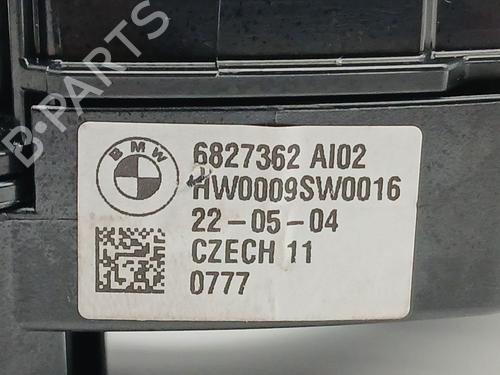 B-PARTS
BMW
6827362 AI02
HW0009SW0016
22-05-04
CZECH 11
0777